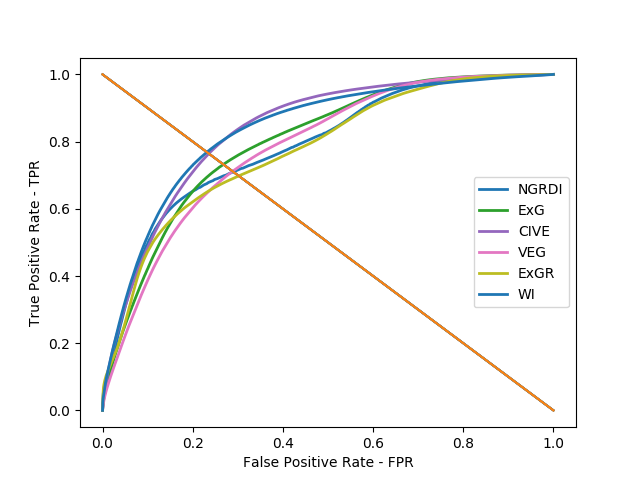 1.0
0.8
0.6
0.4
0.2
0.0
True Positive Rate - TPR
NGRDI
ExG
CIVE
VEG
ExGR
WI
0.0 0.2 0.4 0.6 0.8 1.0
False Positive Rate - FPR